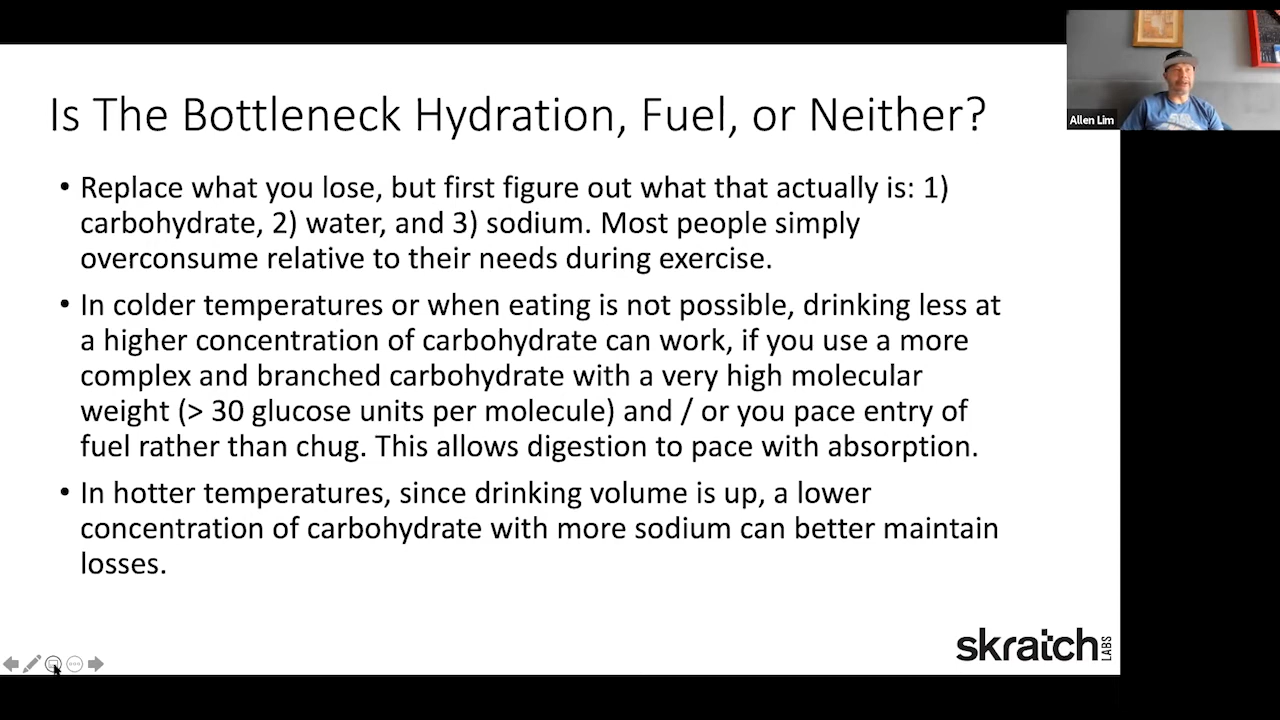 Is The Bottleneck Hydration, Fuel, or Neither?
Allen Lim
• Replace what you lose, but first figure out what that actually is: 1)
carbohydrate, 2) water, and 3) sodium. Most people simply
overconsume relative to their needs during exercise.
• In colder temperatures or when eating is not possible, drinking less at
a higher concentration of carbohydrate can work, if you use a more
complex and branched carbohydrate with a very high molecular
weight (> 30 glucose units per molecule) and / or you pace entry of
fuel rather than chug. This allows digestion to pace with absorption.
• In hotter temperatures, since drinking volume is up, a lower
concentration of carbohydrate with more sodium can better maintain
losses.
skratch LABS